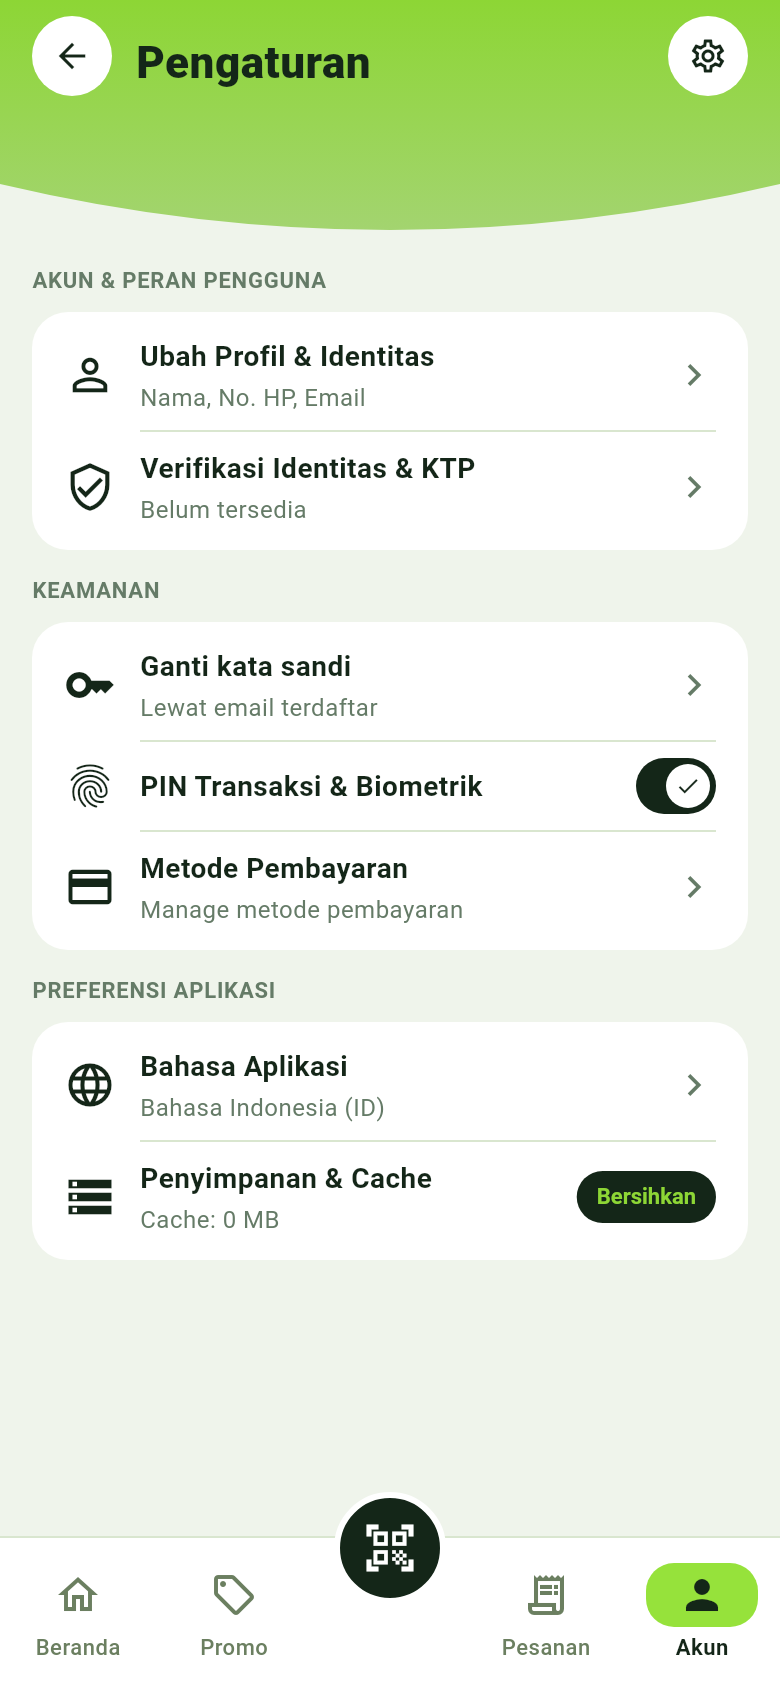 Pengaturan
AKUN & PERAN PENGGUNA
Ubah Profil & Identitas
Nama, No. HP, Email
Verifikasi Identitas & KTP
Belum tersedia
KEAMANAN
Ganti kata sandi
Lewat email terdaftar
PIN Transaksi & Biometrik
Metode Pembayaran
Manage metode pembayaran
PREFERENSI APLIKASI
Bahasa Aplikasi
Bahasa Indonesia (ID)
Penyimpanan & Cache
Cache: 0 MB
Bersihkan
Beranda
Promo
Pesanan
Akun